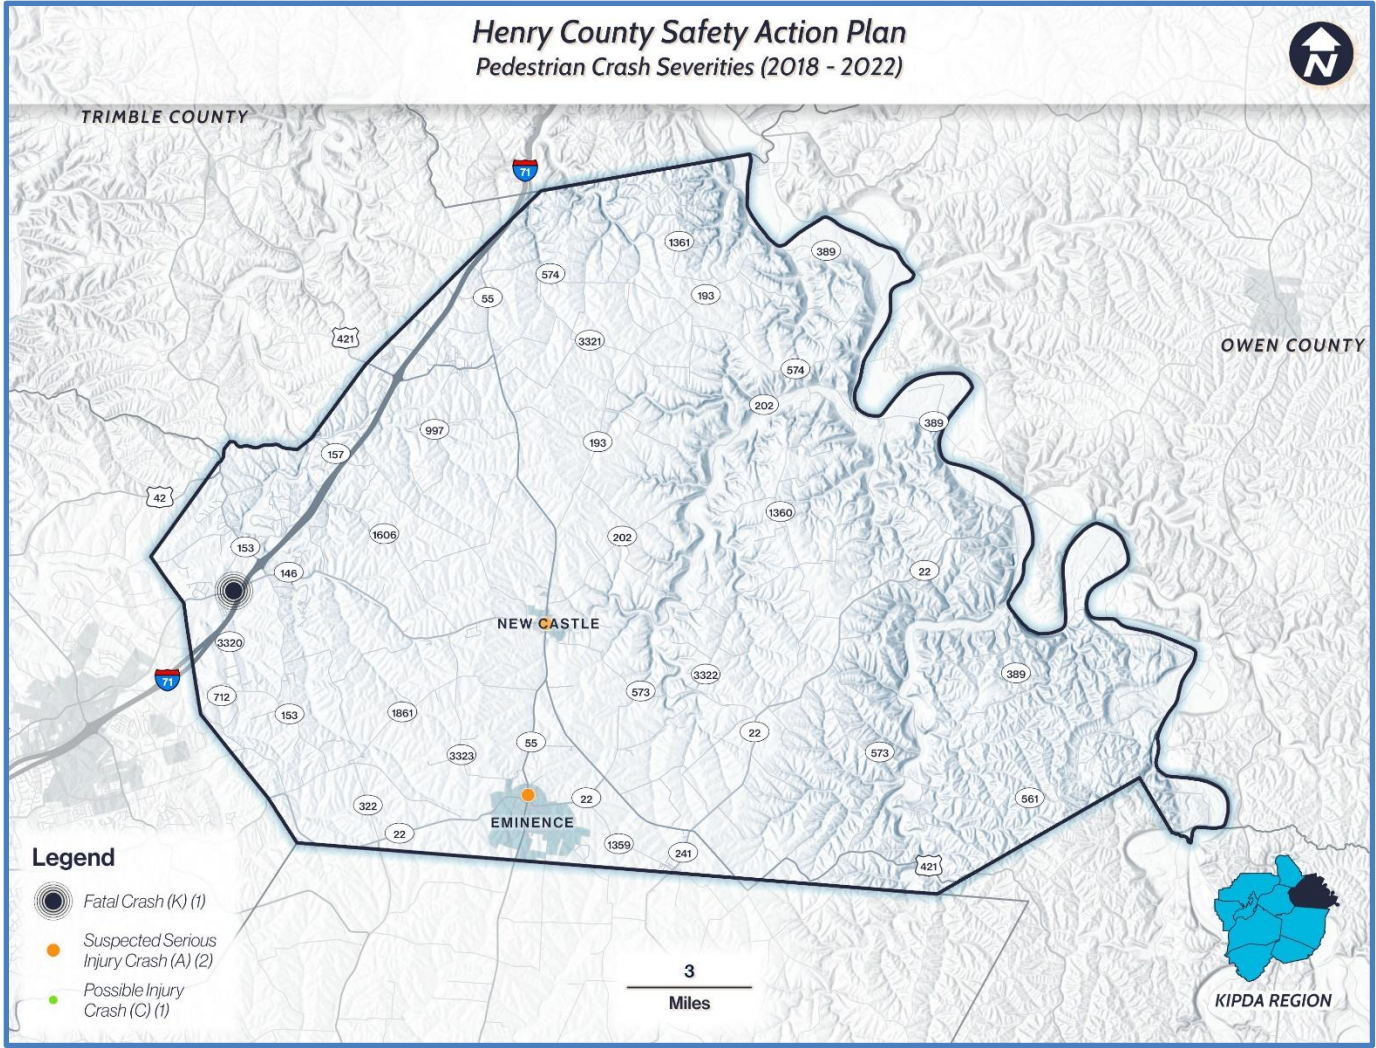 Henry County Safety Action Plan
Pedestrian Crash Severities (2018 - 2022)
N
TRIMBLE COUNTY
71
1361
389
574
193
55
421
3321
OWEN COUNTY
574
202
389
997
193
157
42
1360
1606
202
153
146
22
NEW CASTLE
3320
389
3322
71
573
712
1861
153
22
55
573
3323
22
561
322
EMINENCE
22
1359
241
421
Legend
Fatal Crash (K) (1)
Suspected Serious
Injury Crash (A) (2)
Possible Injury
Crash (C) (1)
3
Miles
KIPDA REGION